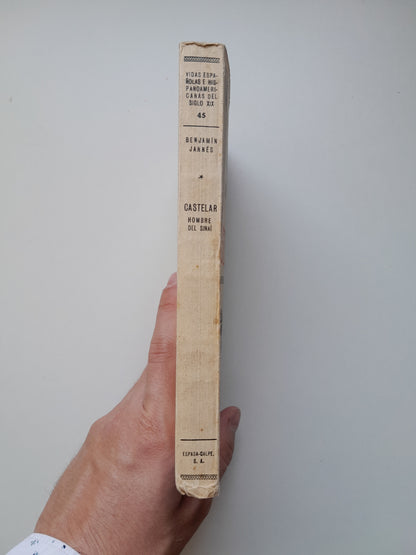 VIDAS ESPA-
ÑOLAS E HIS-
PANOAMERI-
CANAS DEL
SIGLO XIX
45
BENJAMÍN
JARNÉS
CASTELAR
HOMBRE
DEL SINAÍ
ESPASA-CALPE,
S. A.